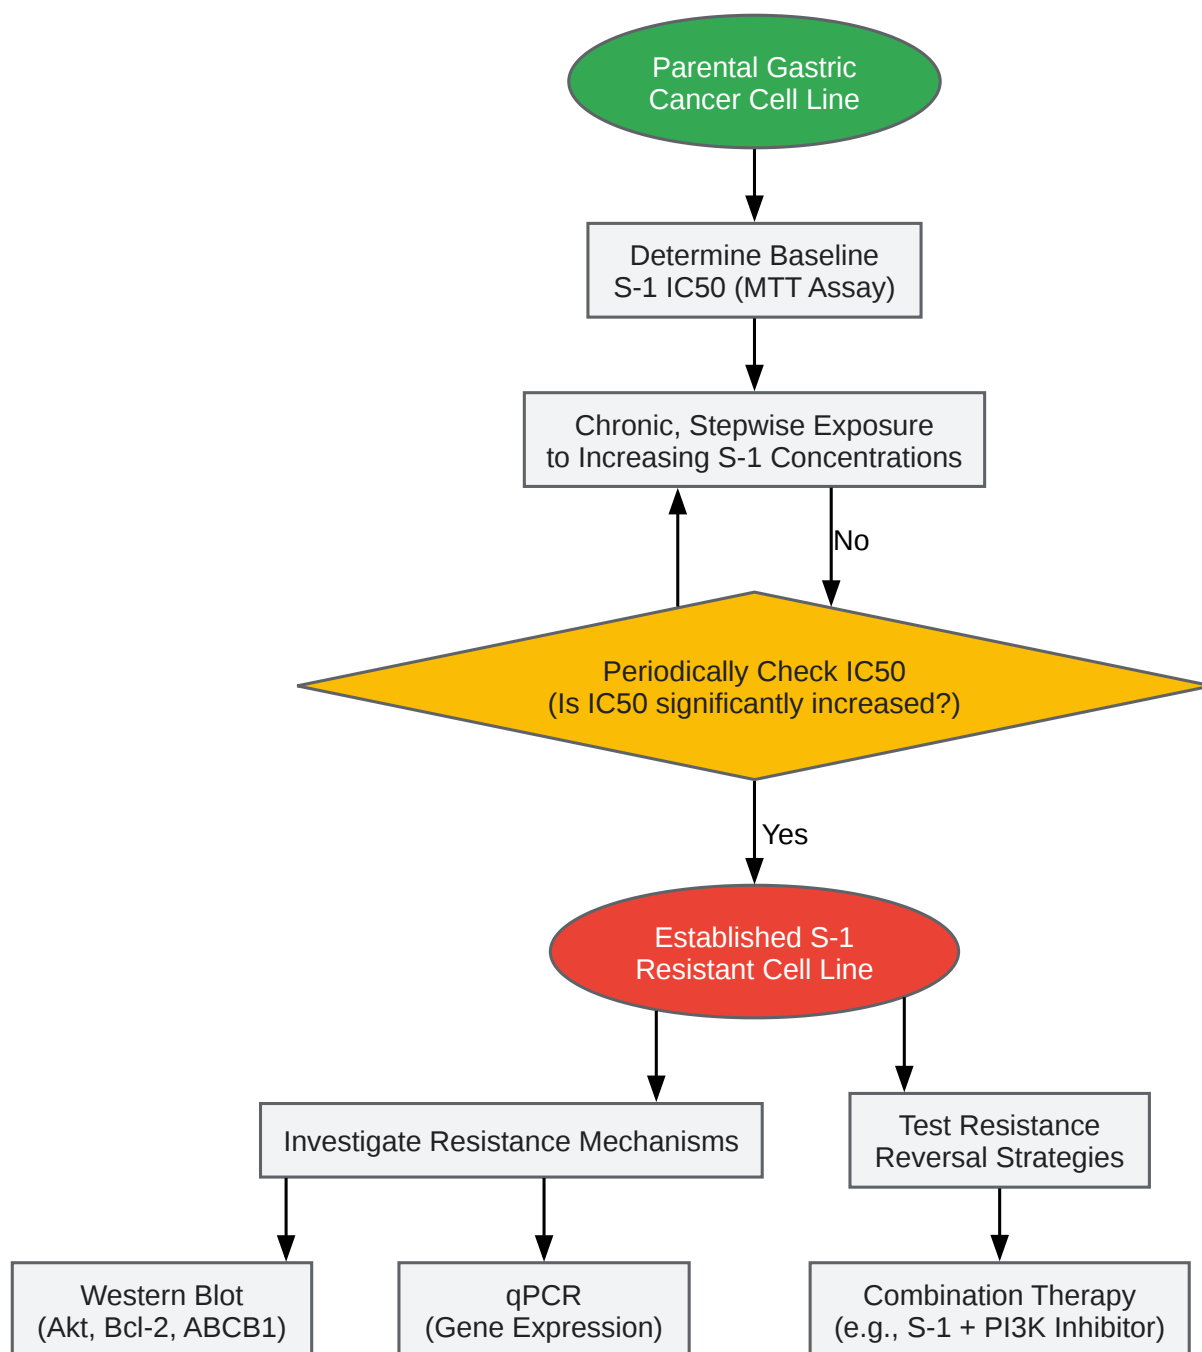 Parental Gastric
Cancer Cell Line
Determine Baseline
S-1 IC50 (MTT Assay)
Chronic, Stepwise Exposure
to Increasing S-1 Concentrations
No
Periodically Check IC50
(Is IC50 significantly increased?)
Yes
Established S-1
Resistant Cell Line
Investigate Resistance Mechanisms
Test Resistance
Reversal Strategies
Western Blot
(Akt, Bcl-2, ABCB1)
qPCR
(Gene Expression)
Combination Therapy
(e.g., S-1 + PI3K Inhibitor)